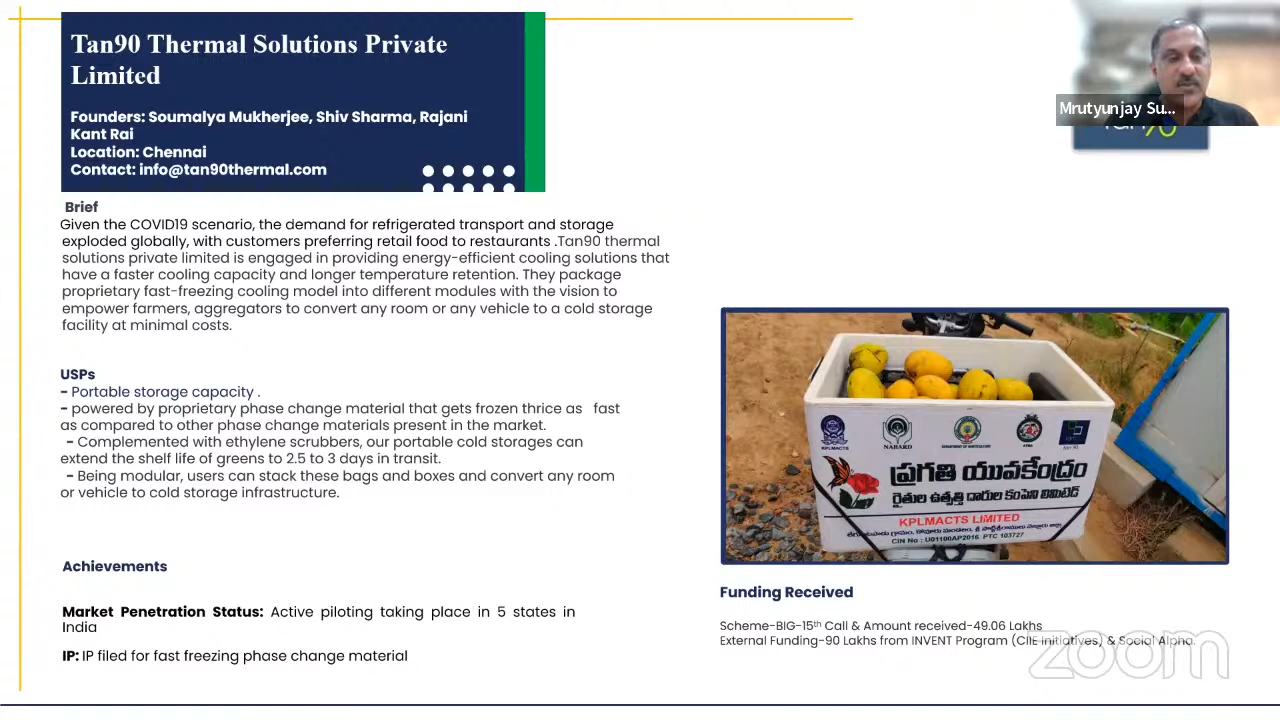 Tan90 Thermal Solutions Private
Limited
Founders: Soumalya Mukherjee, Shiv Sharma, Rajani
Kant Rai
Location: Chennai
Contact: info@tan90thermal.com
Mrutyunjay Su...
Brief
Given the COVID19 scenario, the demand for refrigerated transport and storage
exploded globally, with customers preferring retail food to restaurants .Tan90 thermal
solutions private limited is engaged in providing energy-efficient cooling solutions that
have a faster cooling capacity and longer temperature retention. They package
proprietary fast-freezing cooling model into different modules with the vision to
empower farmers, aggregators to convert any room or any vehicle to a cold storage
facility at minimal costs.
USPs
- Portable storage capacity .
- powered by proprietary phase change material that gets frozen thrice as fast
as compared to other phase change materials present in the market.
- Complemented with ethylene scrubbers, our portable cold storages can
extend the shelf life of greens to 2.5 to 3 days in transit.
- Being modular, users can stack these bags and boxes and convert any room
or vehicle to cold storage infrastructure.
Achievements
Market Penetration Status: Active piloting taking place in 5 states in
India
IP: IP filed for fast freezing phase change material
KPLMACTS
NABARD
ప్రగతి యువకేంద్రం
రైతుల ఉత్పత్తి దారుల కంపెని లిమిటెడ్
KPLMACTS LIMITED
CIN No : U01100AP2016 PTC 103727
Funding Received
Scheme-BIG-15th Call & Amount received-49.06 Lakhs
External Funding-90 Lakhs from INVENT Program (CIIE Initiatives) & Social Alpha.
zoom